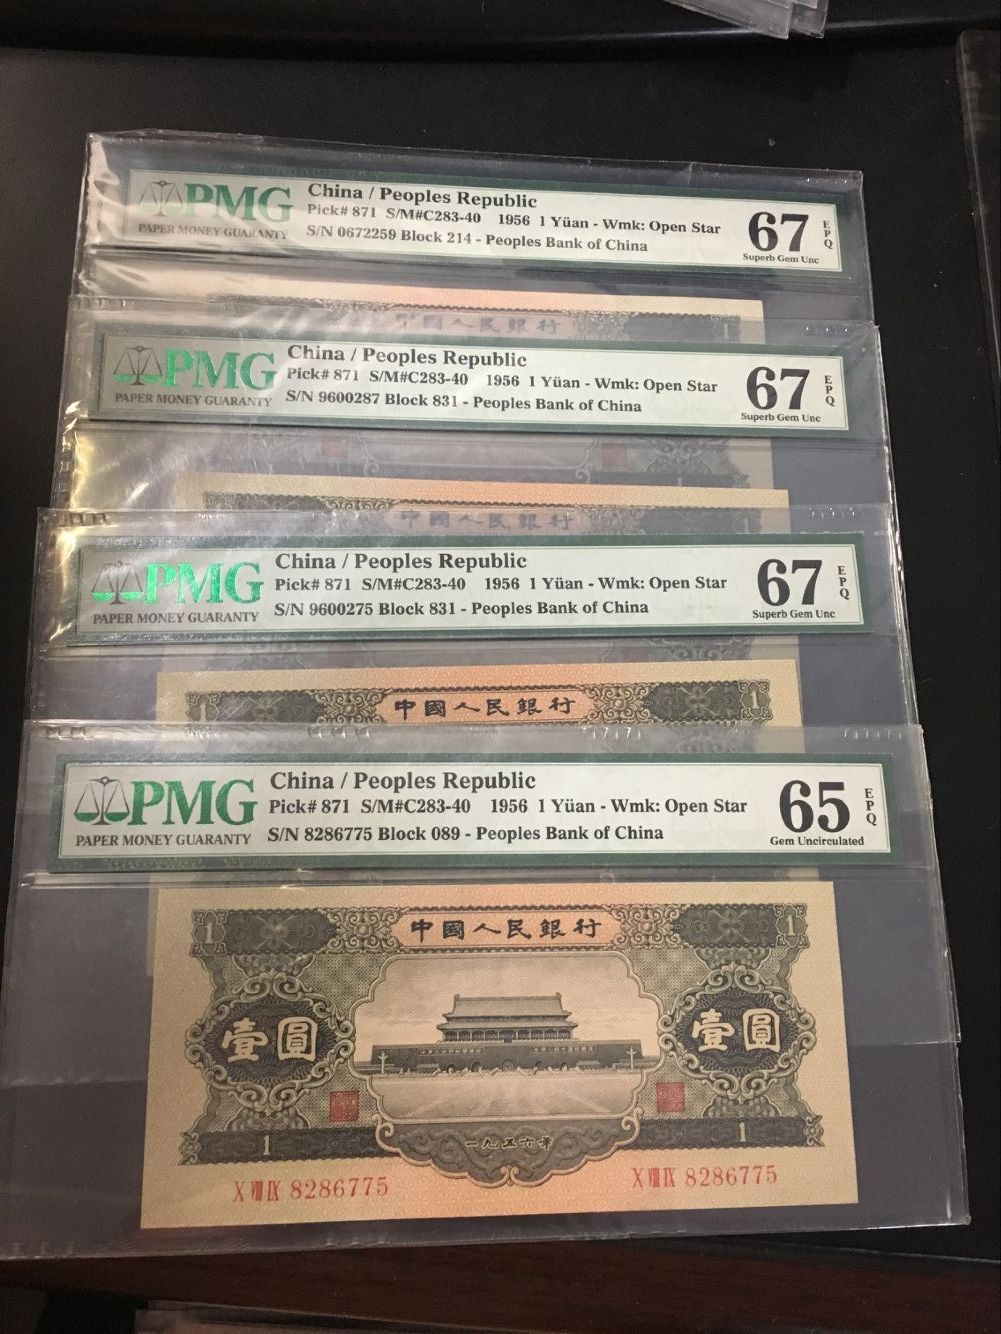 PMG
PAPER MONEY GUARANTY
China / Peoples Republic
Pick# 871 S/M#C283-40 1956 1 Yüan - Wmk: Open Star
S/N 0672259 Block 214 - Peoples Bank of China
67
EPQ
Superb Gem Unc
中國人民銀行
1
PMG
PAPER MONEY GUARANTY
China / Peoples Republic
Pick# 871 S/M#C283-40 1956 1 Yüan - Wmk: Open Star
S/N 9600287 Block 831 - Peoples Bank of China
67
EPQ
Superb Gem Unc
1
中國人民銀行
PMG
PAPER MONEY GUARANTY
China / Peoples Republic
Pick# 871 S/M#C283-40 1956 1 Yüan - Wmk: Open Star
S/N 9600275 Block 831 - Peoples Bank of China
67
EPQ
Superb Gem Unc
1 中國人民銀行 1
PMG
PAPER MONEY GUARANTY
China / Peoples Republic
Pick# 871 S/M#C283-40 1956 1 Yüan - Wmk: Open Star
S/N 8286775 Block 089 - Peoples Bank of China
65
EPQ
Gem Uncirculated
1 中國人民銀行 1
壹圓 壹圓
1 一九五六年 1
X VIII IX 8286775 X VIII IX 8286775